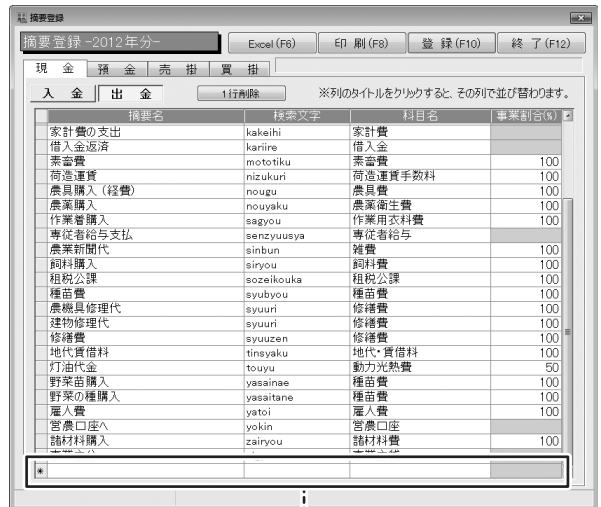 摘要登録
摘要登録 -2012年分-
Excel (F6) 印 刷 (F8) 登 録 (F10) 終 了 (F12)
現 金 預 金 売 掛 買 掛
入 金 出 金 1行削除 ※列のタイトルをクリックすると、その列で並び替わります。
摘要名 検索文字 科目名 事業割合(%)
家計費の支出 kakeihi 家計費
借入金返済 kariire 借入金
素畜費 mototiku 素畜費 100
荷造運賃 nizukuri 荷造運賃手数料 100
農具購入(経費) nougu 農具費 100
農薬購入 nouyaku 農薬衛生費 100
作業着購入 sagyou 作業用衣料費 100
専従者給与支払 senzyuusya 専従者給与
農業新聞代 sinbun 雑費 100
飼料購入 siryou 飼料費 100
租税公課 sozeikouka 租税公課 100
種苗費 syubyou 種苗費 100
農機具修理代 syuuri 修繕費 100
建物修理代 syuuri 修繕費 100
修繕費 syuuzen 修繕費 100
地代賃借料 tinsyaku 地代・賃借料 100
灯油代金 touyu 動力光熱費 50
野菜苗購入 yasainae 種苗費 100
野菜の種購入 yasaitane 種苗費 100
雇人費 yatoi 雇人費 100
営農口座へ yokin 営農口座
諸材料購入 zairyou 諸材料費 100
*
i